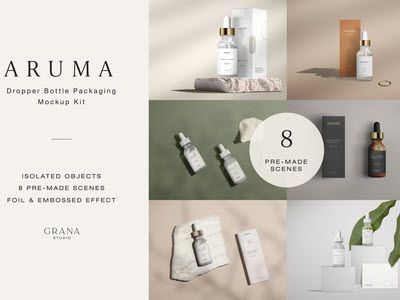 ARUMA
Dropper Bottle Packaging
Mockup Kit
ISOLATED OBJECTS
8 PRE-MADE SCENES
FOIL & EMBOSSED EFFECT
GRANA
STUDIO
8
PRE-MADE
SCENES